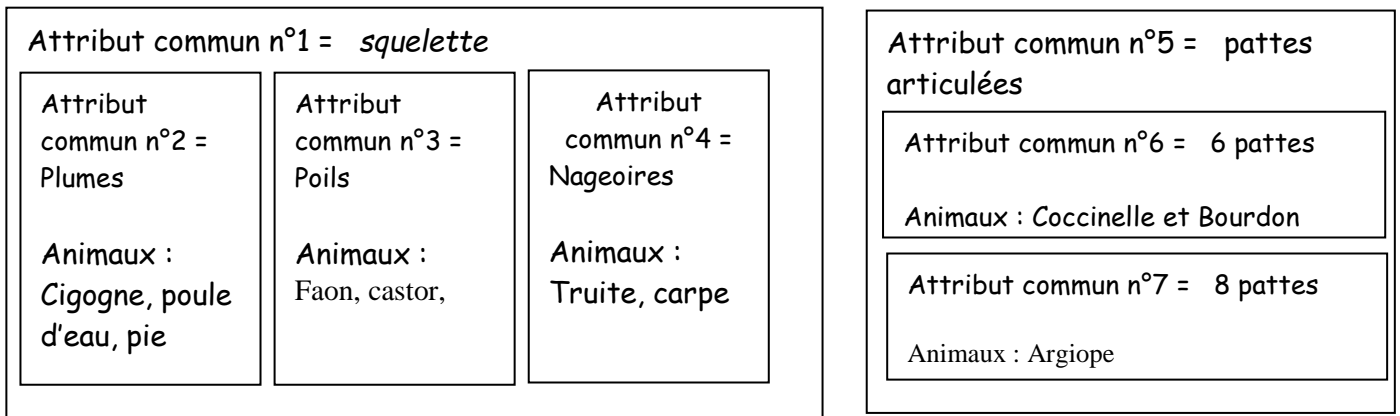 Attribut commun n°1 = squelette
Attribut
commun n°2 =
Plumes
Animaux :
Cigogne, poule
d'eau, pie
Attribut
commun n°3 =
Poils
Animaux :
Faon, castor,
Attribut
commun n°4 =
Nageoires
Animaux :
Truite, carpe
Attribut commun n°5 = pattes
articulées
Attribut commun n°6 = 6 pattes
Animaux : Coccinelle et Bourdon
Attribut commun n°7 = 8 pattes
Animaux : Argiope